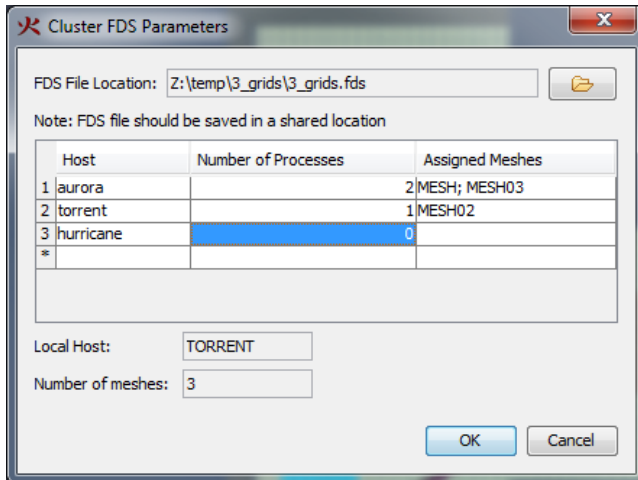 火 Cluster FDS Parameters
FDS File Location: Z:\temp\3_grids\3_grids.fds
Note: FDS file should be saved in a shared location
Host Number of Processes Assigned Meshes
1 aurora 2 MESH; MESH03
2 torrent 1 MESH02
3 hurricane 0
*
Local Host: TORRENT
Number of meshes: 3
OK Cancel